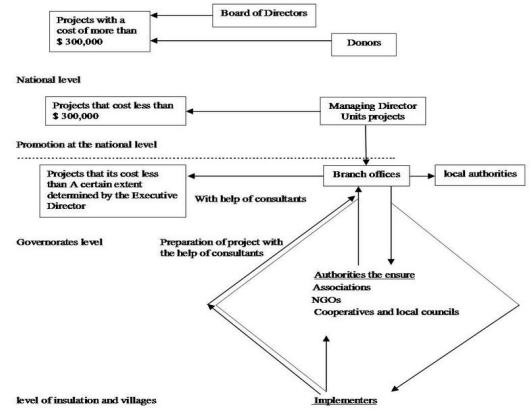 Board of Directors
Projects with a
cost of more than
$ 300,000
Donors
National level
Projects that cost less than
$ 300,000
Managing Director
Units projects
Promotion at the national level
Projects that its cost less
than A certain extent
determined by the Executive
Director
Branch offices
local authorities
With help of consultants
Governorates level
Preparation of project with
the help of consultants
Authorities the ensure
Associations
NGOs
Cooperatives and local councils
level of insulation and villages
Implementers